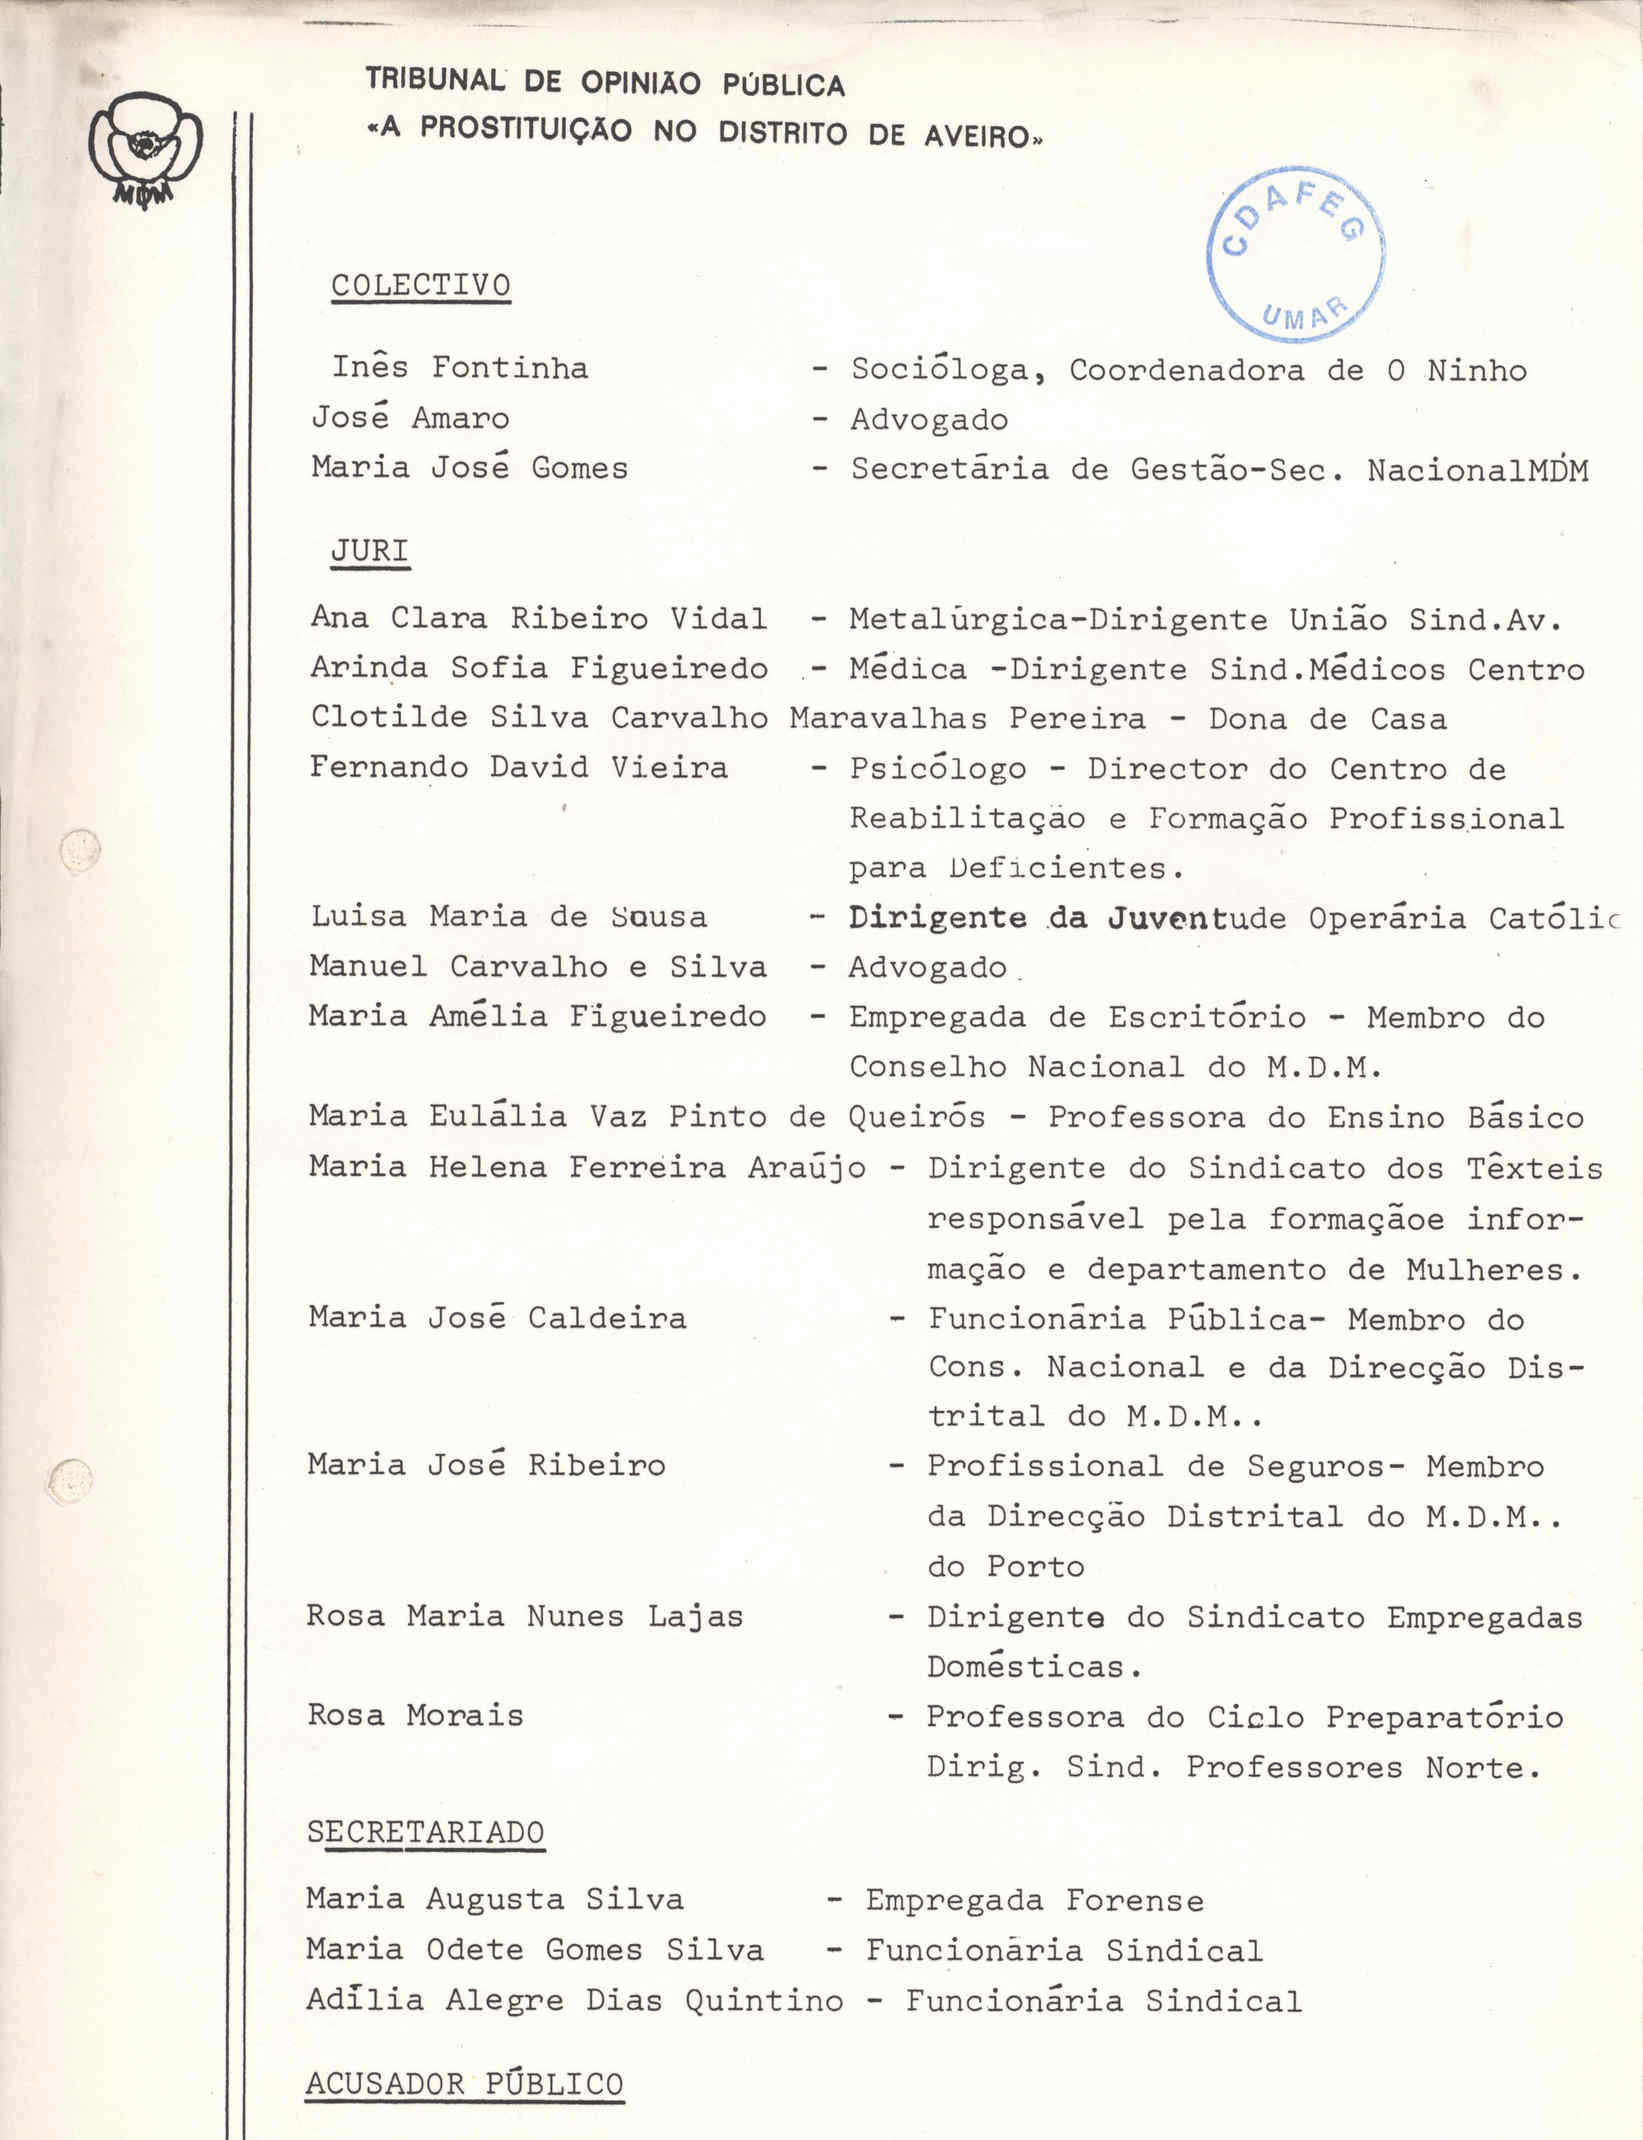 TRIBUNAL DE OPINIÃO PÚBLICA
«A PROSTITUIÇÃO NO DISTRITO DE AVEIRO»
MDM
CDAFEG
UMAR
COLECTIVO
Inês Fontinha - Socióloga, Coordenadora de O Ninho
José Amaro - Advogado
Maria José Gomes - Secretária de Gestão-Sec. NacionalMDM
JURI
Ana Clara Ribeiro Vidal - Metalúrgica-Dirigente União Sind.Av.
Arinda Sofia Figueiredo - Médica -Dirigente Sind.Médicos Centro
Clotilde Silva Carvalho Maravalhas Pereira - Dona de Casa
Fernando David Vieira - Psicólogo - Director do Centro de
Reabilitação e Formação Profissional
para Deficientes.
Luisa Maria de Sousa - Dirigente da Juventude Operária Católic
Manuel Carvalho e Silva - Advogado
Maria Amélia Figueiredo - Empregada de Escritório - Membro do
Conselho Nacional do M.D.M.
Maria Eulália Vaz Pinto de Queirós - Professora do Ensino Básico
Maria Helena Ferreira Araújo - Dirigente do Sindicato dos Têxteis
responsável pela formaçãoe infor-
mação e departamento de Mulheres.
Maria José Caldeira - Funcionária Pública- Membro do
Cons. Nacional e da Direcção Dis-
trital do M.D.M..
Maria José Ribeiro - Profissional de Seguros- Membro
da Direcção Distrital do M.D.M..
do Porto
Rosa Maria Nunes Lajas - Dirigente do Sindicato Empregadas
Domésticas.
Rosa Morais - Professora do Ciclo Preparatório
Dirig. Sind. Professores Norte.
SECRETARIADO
Maria Augusta Silva - Empregada Forense
Maria Odete Gomes Silva - Funcionária Sindical
Adília Alegre Dias Quintino - Funcionária Sindical
ACUSADOR PÚBLICO